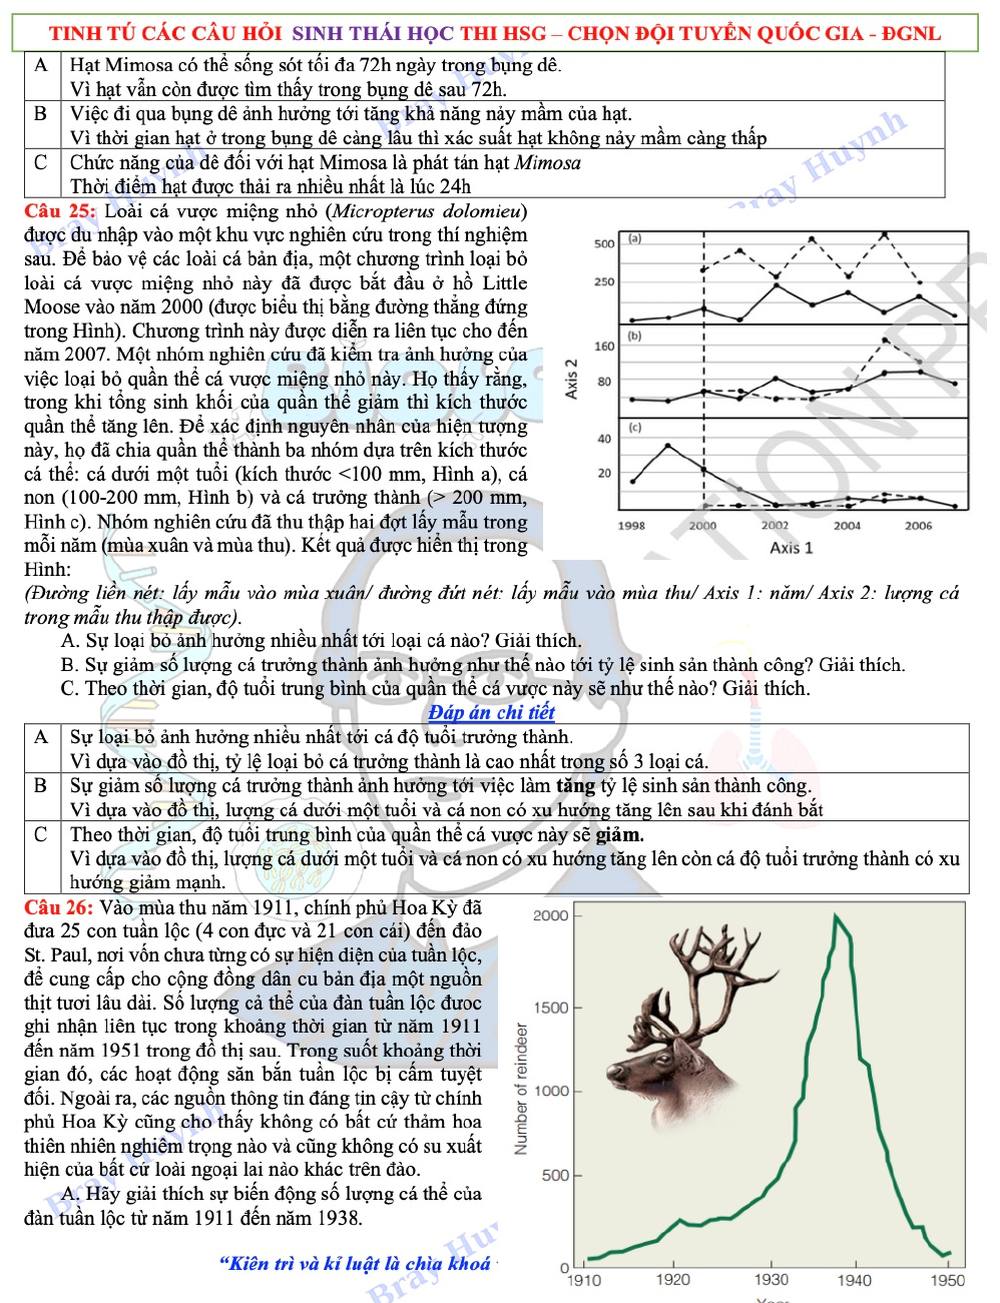 TINH TÚ CÁC CÂU HỎI SINH THÁI HỌC THI HSG – CHỌN ĐỘI TUYỂN QUỐC GIA - ĐGNL
A Hạt Mimosa có thể sống sót tối đa 72h ngày trong bụng dê.
Vì hạt vẫn còn được tìm thấy trong bụng dê sau 72h.
B Việc đi qua bụng dê ảnh hưởng tới tăng khả năng nảy mầm của hạt.
Vì thời gian hạt ở trong bụng dê càng lâu thì xác suất hạt không nảy mầm càng thấp
C Chức năng của dê đối với hạt Mimosa là phát tán hạt Mimosa
Thời điểm hạt được thải ra nhiều nhất là lúc 24h
Câu 25: Loài cá vược miệng nhỏ (Micropterus dolomieu)
được du nhập vào một khu vực nghiên cứu trong thí nghiệm
sau. Để bảo vệ các loài cá bản địa, một chương trình loại bỏ
loài cá vược miệng nhỏ này đã được bắt đầu ở hồ Little
Moose vào năm 2000 (được biểu thị bằng đường thẳng đứng
trong Hình). Chương trình này được diễn ra liên tục cho đến
năm 2007. Một nhóm nghiên cứu đã kiểm tra ảnh hưởng của
việc loại bỏ quần thể cá vược miệng nhỏ này. Họ thấy rằng,
trong khi tổng sinh khối của quần thể giảm thì kích thước
quần thể tăng lên. Để xác định nguyên nhân của hiện tượng
này, họ đã chia quần thể thành ba nhóm dựa trên kích thước
cá thể: cá dưới một tuổi (kích thước <100 mm, Hình a), cá
non (100-200 mm, Hình b) và cá trưởng thành (> 200 mm,
Hình c). Nhóm nghiên cứu đã thu thập hai đợt lấy mẫu trong
mỗi năm (mùa xuân và mùa thu). Kết quả được hiển thị trong
Hình:
(a)
500
250
(b)
160
80
(c)
40
20
Axis 2
1998 2000 2002 2004 2006
Axis 1
(Đường liền nét: lấy mẫu vào mùa xuân/ đường đứt nét: lấy mẫu vào mùa thu/ Axis 1: năm/ Axis 2: lượng cá
trong mẫu thu thập được).
A. Sự loại bỏ ảnh hưởng nhiều nhất tới loại cá nào? Giải thích.
B. Sự giảm số lượng cá trưởng thành ảnh hưởng như thế nào tới tỷ lệ sinh sản thành công? Giải thích.
C. Theo thời gian, độ tuổi trung bình của quần thể cá vược này sẽ như thế nào? Giải thích.
Đáp án chi tiết
A Sự loại bỏ ảnh hưởng nhiều nhất tới cá độ tuổi trưởng thành.
Vì dựa vào đồ thị, tỷ lệ loại bỏ cá trưởng thành là cao nhất trong số 3 loại cá.
B Sự giảm số lượng cá trưởng thành ảnh hưởng tới việc làm tăng tỷ lệ sinh sản thành công.
Vì dựa vào đồ thị, lượng cá dưới một tuổi và cá non có xu hướng tăng lên sau khi đánh bắt
C Theo thời gian, độ tuổi trung bình của quần thể cá vược này sẽ giảm.
Vì dựa vào đồ thị, lượng cá dưới một tuổi và cá non có xu hướng tăng lên còn cá độ tuổi trưởng thành có xu
hướng giảm mạnh.
Câu 26: Vào mùa thu năm 1911, chính phủ Hoa Kỳ đã
đưa 25 con tuần lộc (4 con đực và 21 con cái) đến đảo
St. Paul, nơi vốn chưa từng có sự hiện diện của tuần lộc,
để cung cấp cho cộng đồng dân cư bản địa một nguồn
thịt tươi lâu dài. Số lượng cá thể của đàn tuần lộc được
ghi nhận liên tục trong khoảng thời gian từ năm 1911
đến năm 1951 trong đồ thị sau. Trong suốt khoảng thời
gian đó, các hoạt động săn bắn tuần lộc bị cấm tuyệt
đối. Ngoài ra, các nguồn thông tin đáng tin cậy từ chính
phủ Hoa Kỳ cũng cho thấy không có bất cứ thảm hoạ
thiên nhiên nghiêm trọng nào và cũng không có sự xuất
hiện của bất cứ loài ngoại lai nào khác trên đảo.
A. Hãy giải thích sự biến động số lượng cá thể của
đàn tuần lộc từ năm 1911 đến năm 1938.
2000
1500
1000
500
0
Number of reindeer
1910 1920 1930 1940 1950
“Kiên trì và kỉ luật là chìa khoá
Bray Huynh
Bray Huynh
Bray Huynh
Bray Huynh